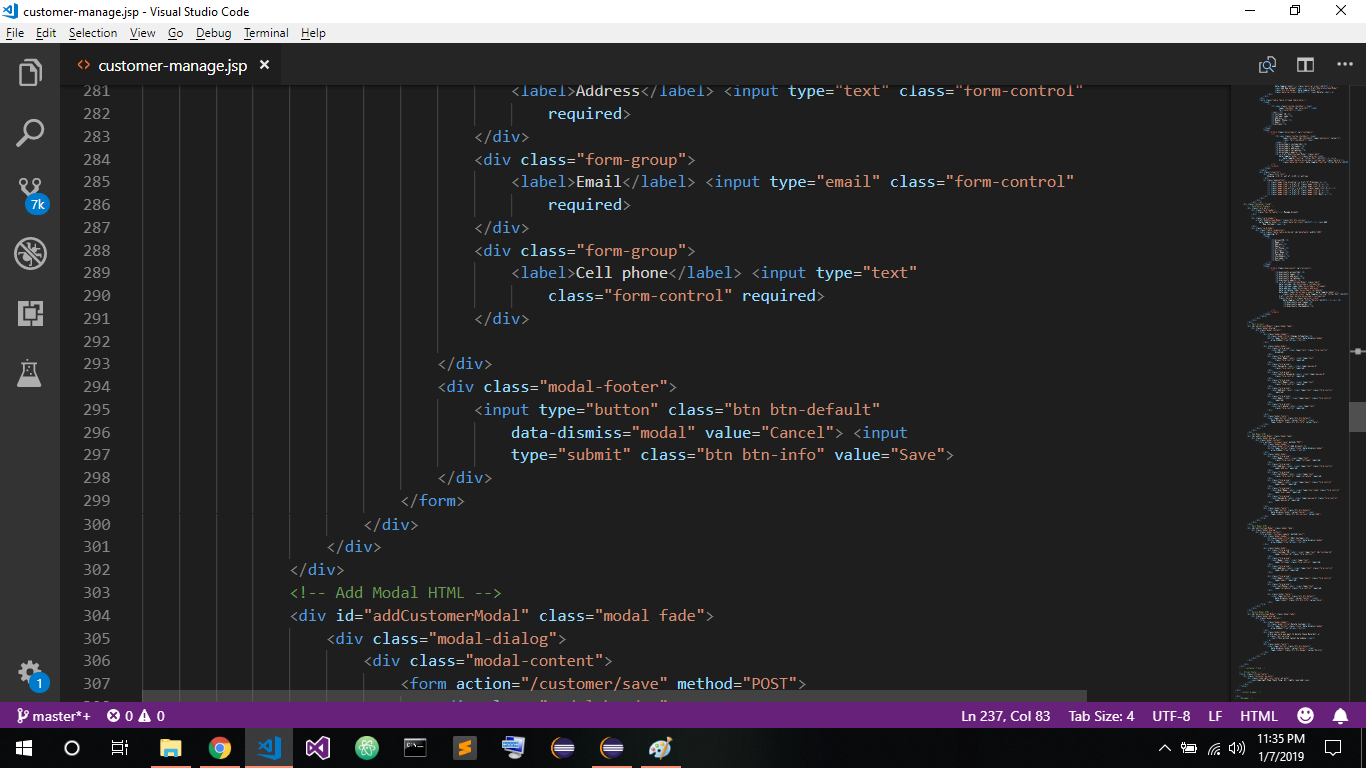 customer-manage.jsp - Visual Studio Code
File Edit Selection View Go Debug Terminal Help
<> customer-manage.jsp ×
281 <label>Address</label> <input type="text" class="form-control"
282 required>
283 </div>
284 <div class="form-group">
285 <label>Email</label> <input type="email" class="form-control"
286 required>
287 </div>
288 <div class="form-group">
289 <label>Cell phone</label> <input type="text"
290 class="form-control" required>
291 </div>
292
293 </div>
294 <div class="modal-footer">
295 <input type="button" class="btn btn-default"
296 data-dismiss="modal" value="Cancel"> <input
297 type="submit" class="btn btn-info" value="Save">
298 </div>
299 </form>
300 </div>
301 </div>
302 </div>
303 <!-- Add Modal HTML -->
304 <div id="addCustomerModal" class="modal fade">
305 <div class="modal-dialog">
306 <div class="modal-content">
307 <form action="/customer/save" method="POST">
7k
1
master*+ 0 0 Ln 237, Col 83 Tab Size: 4 UTF-8 LF HTML
11:35 PM
1/7/2019